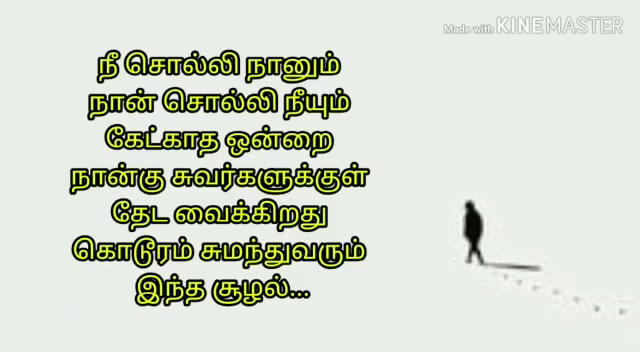 Made with KINEMASTER
நீ சொல்லி நானும்
நான் சொல்லி நீயும்
கேட்காத ஒன்றை
நான்கு சுவர்களுக்குள்
தேட வைக்கிறது
கொடூரம் சுமந்துவரும்
இந்த சூழல்...